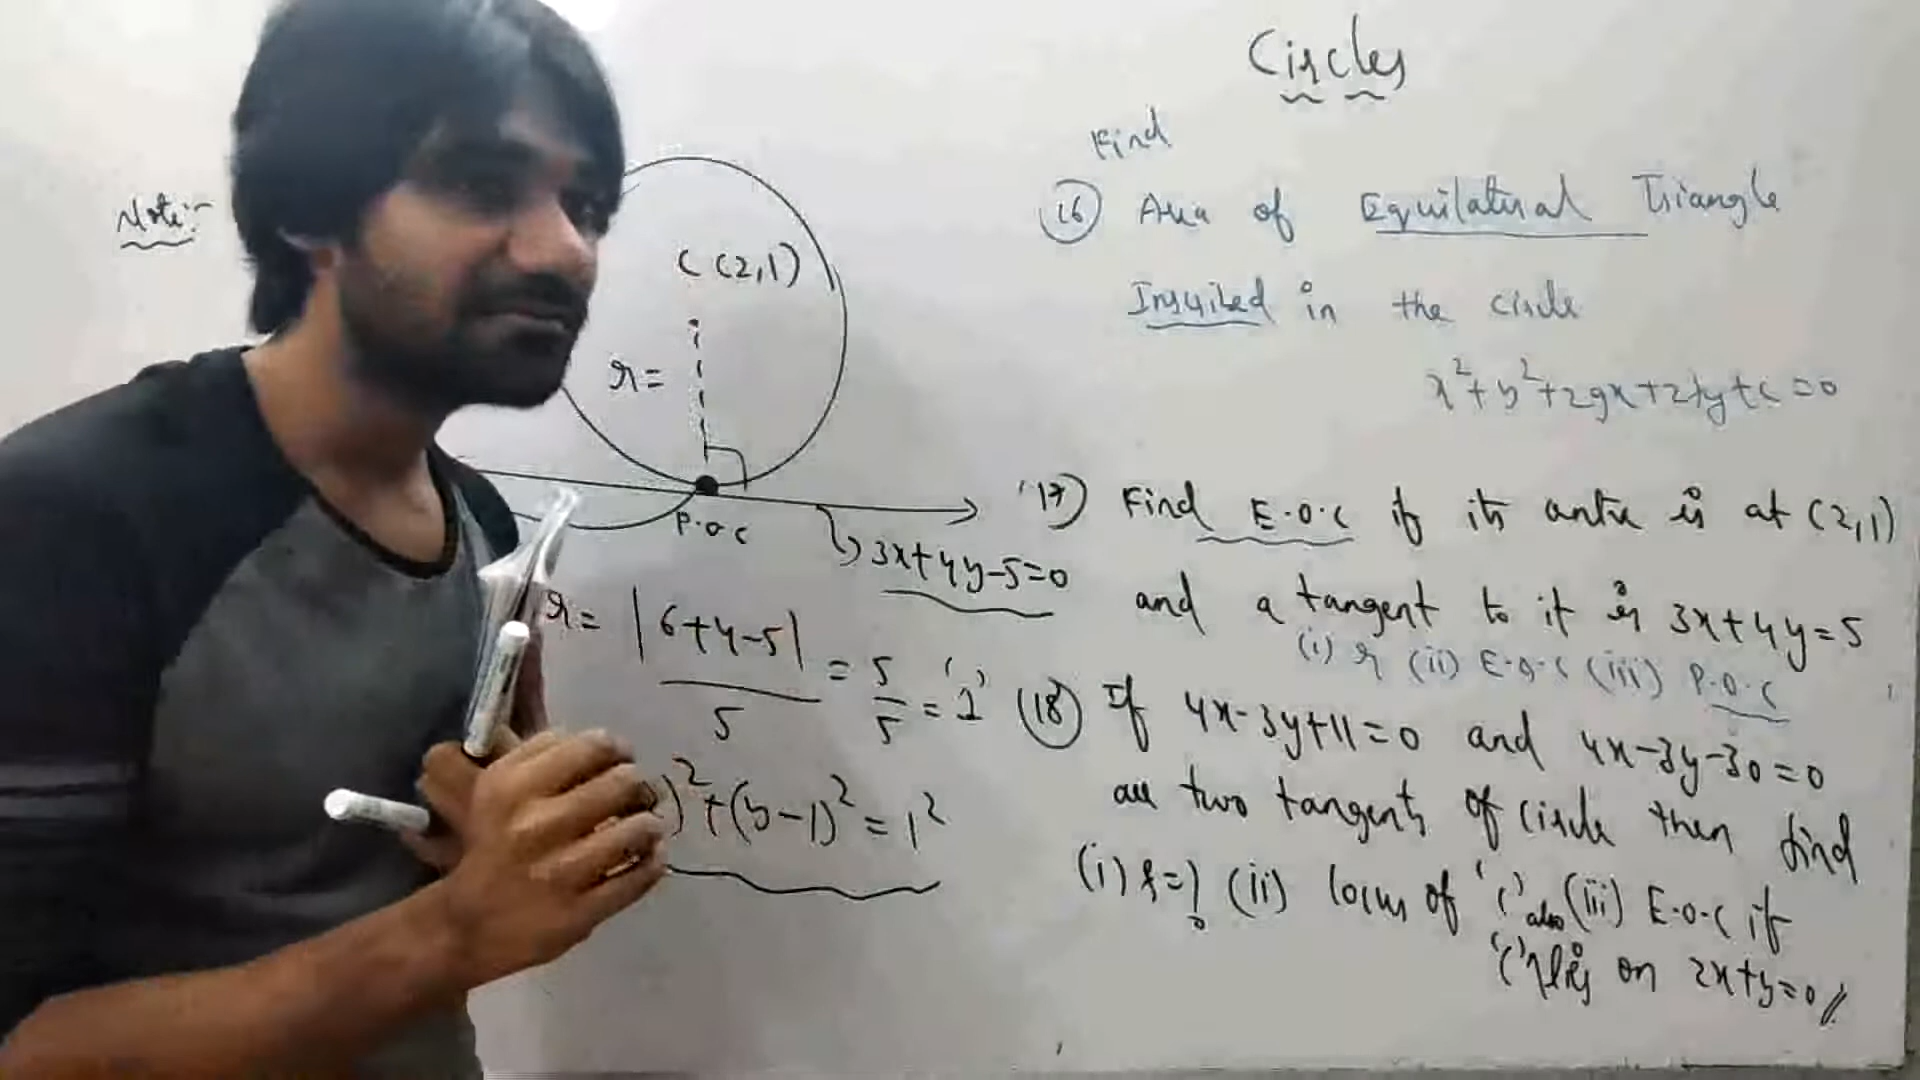 Circles
Find
(16) Area of Equilateral Triangle
Inscribed in the circle
x²+y²+2gx+2fy+c=0
(17) Find E.O.C if its centre is at (2,1)
and a tangent to it is 3x+4y=5
(i) r (ii) E.O.C (iii) P.O.C
(18) If 4x-3y+11=0 and 4x-3y-30=0
are two tangents of circle then find
(i) r=? (ii) locus of 'C' also (iii) E.O.C if
'C' lies on 2x+y=0//
Note:-
C (2,1)
r=
P.O.C
3x+4y-5=0
r= |6+4-5|/5 = 5/5 = '1'
)²+(y-1)²=1²